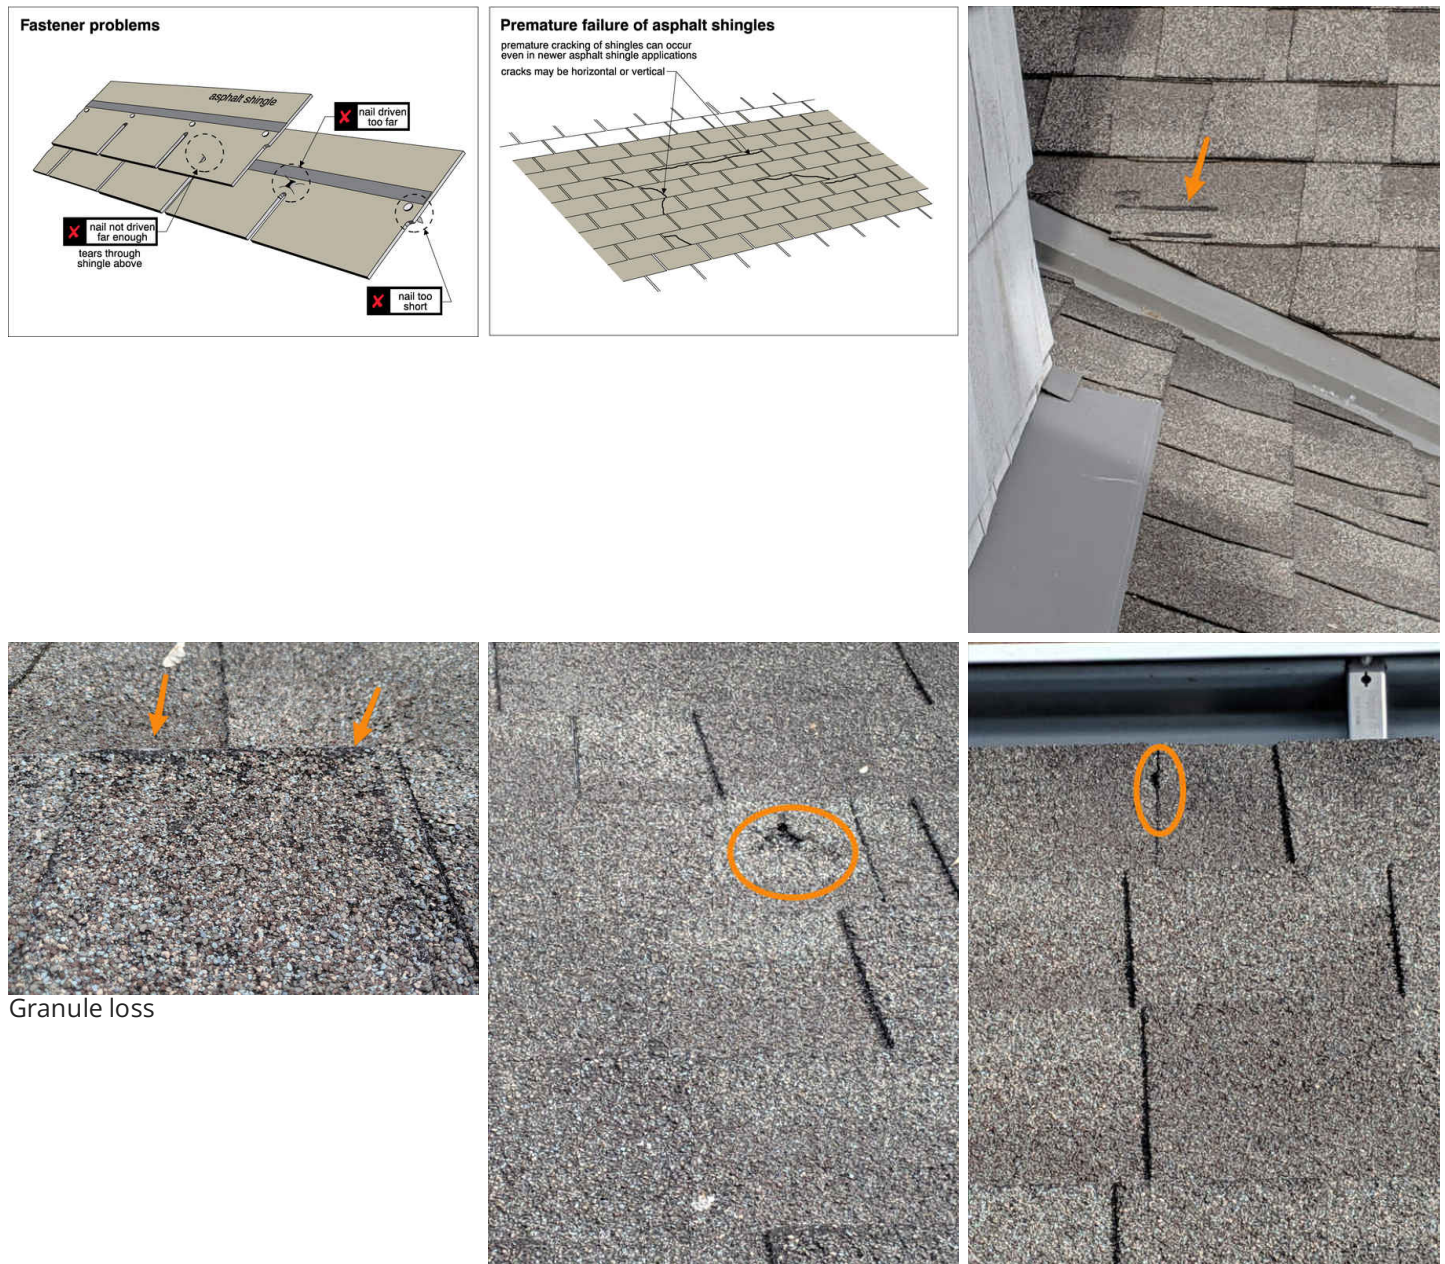 Fastener problems
asphalt shingle
nail driven
too far
nail not driven
far enough
tears through
shingle above
nail too
short
Premature failure of asphalt shingles
premature cracking of shingles can occur
even in newer asphalt shingle applications
cracks may be horizontal or vertical
Granule loss